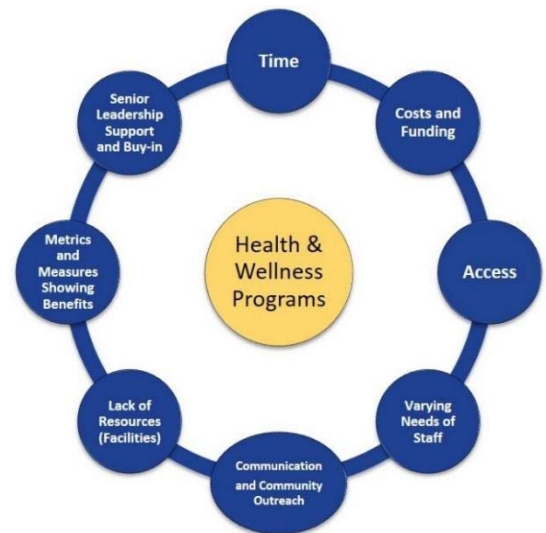 Time
Costs and
Funding
Access
Varying
Needs of
Staff
Communication
and Community
Outreach
Lack of
Resources
(Facilities)
Metrics
and
Measures
Showing
Benefits
Senior
Leadership
Support
and Buy-in
Health &
Wellness
Programs